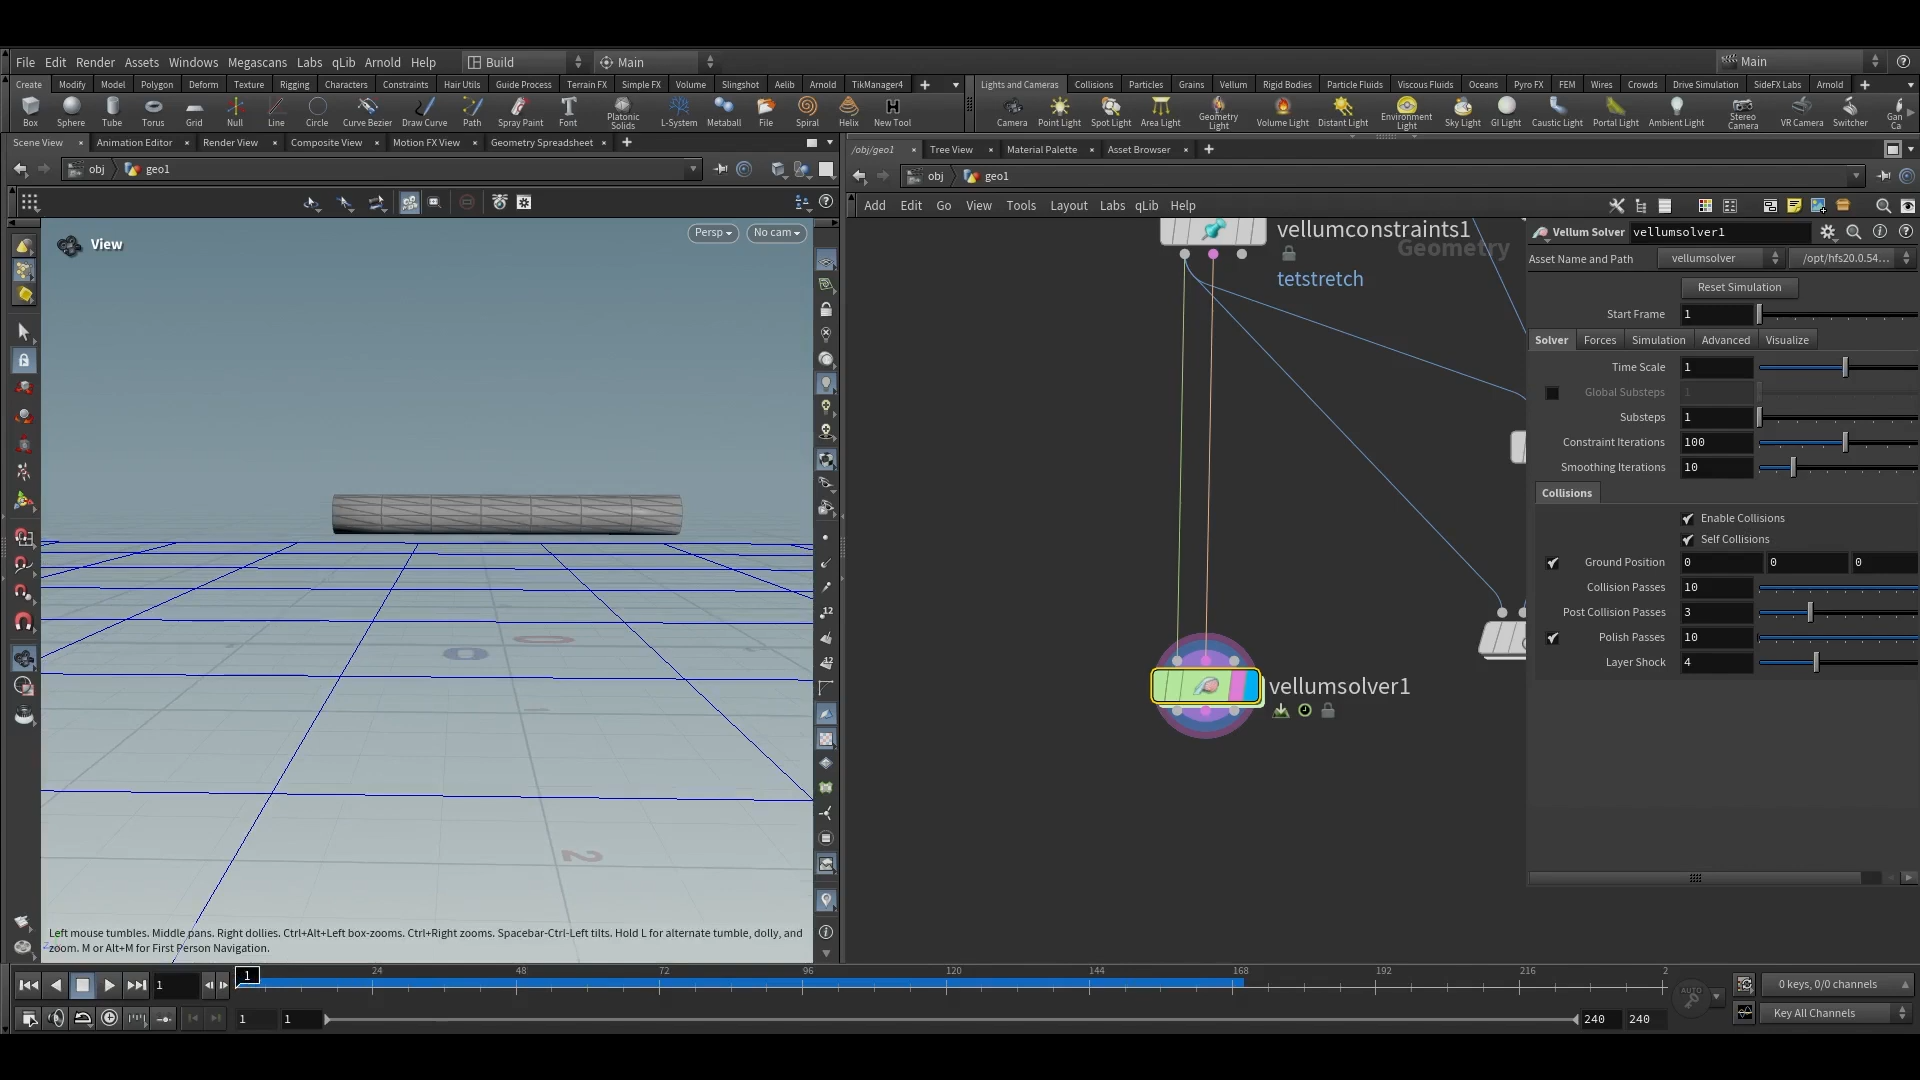 File Edit Render Assets Windows Megascans Labs qLib Arnold Help Build Main Main
Create Modify Model Polygon Deform Texture Rigging Characters Constraints Hair Utils Guide Process Terrain FX Simple FX Volume Slingshot Aelib Arnold TikManager4
Lights and Cameras Collisions Particles Grains Vellum Rigid Bodies Particle Fluids Viscous Fluids Oceans Pyro FX FEM Wires Crowds Drive Simulation SideFX Labs Arnold
Box Sphere Tube Torus Grid Null Line Circle Curve Bezier Draw Curve Path Spray Paint Font Platonic Solids L-System Metaball File Spiral Helix New Tool
Camera Point Light Spot Light Area Light Geometry Light Volume Light Distant Light Environment Light Sky Light GI Light Caustic Light Portal Light Ambient Light Stereo Camera VR Camera Switcher
Scene View Animation Editor Render View Composite View Motion FX View Geometry Spreadsheet
/obj/geo1 Tree View Material Palette Asset Browser
obj geo1
obj geo1
Add Edit Go View Tools Layout Labs qLib Help
View
Persp No cam
vellumconstraints1
Geometry
tetstretch
vellumsolver1
Vellum Solver vellumsolver1
Asset Name and Path vellumsolver /opt/hfs20.0.54...
Reset Simulation
Start Frame 1
Solver Forces Simulation Advanced Visualize
Time Scale 1
Global Substeps 1
Substeps 1
Constraint Iterations 100
Smoothing Iterations 10
Collisions
Enable Collisions
Self Collisions
Ground Position 0 0 0
Collision Passes 10
Post Collision Passes 3
Polish Passes 10
Layer Shock 4
12
12
0
0
2
Left mouse tumbles. Middle pans. Right dollies. Ctrl+Alt+Left box-zooms. Ctrl+Right zooms. Spacebar-Ctrl-Left tilts. Hold L for alternate tumble, dolly, and
zoom. M or Alt+M for First Person Navigation.
1 1 24 48 72 96 120 144 168 192 216 2
AUTO
0 keys, 0/0 channels
1 1 240 240 Key All Channels